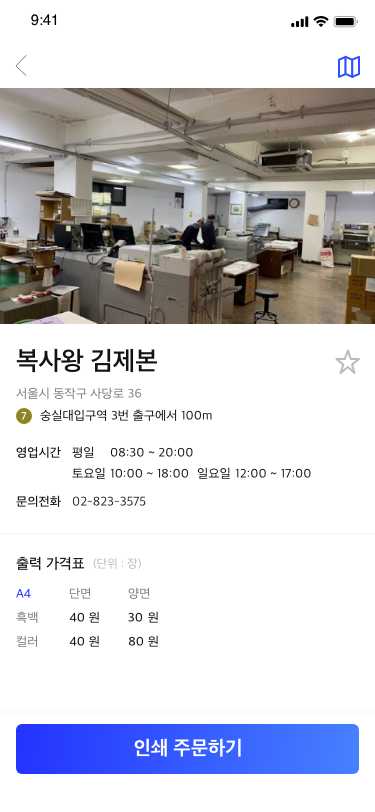 9:41
복사왕 김제본
서울시 동작구 사당로 36
7 숭실대입구역 3번 출구에서 100m
영업시간 평일 08:30 ~ 20:00
토요일 10:00 ~ 18:00 일요일 12:00 ~ 17:00
문의전화 02-823-3575
출력 가격표 (단위 : 장)
A4 단면 양면
흑백 40 원 30 원
컬러 40 원 80 원
인쇄 주문하기